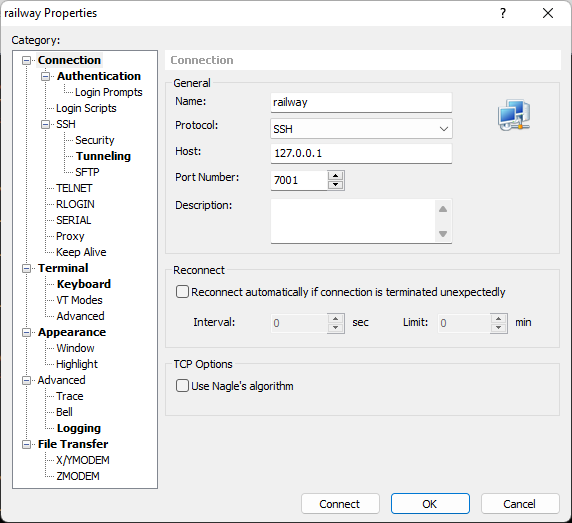 railway Properties
Category:
Connection
Authentication
Login Prompts
Login Scripts
SSH
Security
Tunneling
SFTP
TELNET
RLOGIN
SERIAL
Proxy
Keep Alive
Terminal
Keyboard
VT Modes
Advanced
Appearance
Window
Highlight
Advanced
Trace
Bell
Logging
File Transfer
X/YMODEM
ZMODEM
Connection
General
Name: railway
Protocol: SSH
Host: 127.0.0.1
Port Number: 7001
Description:
Reconnect
Reconnect automatically if connection is terminated unexpectedly
Interval: 0 sec Limit: 0 min
TCP Options
Use Nagle's algorithm
Connect OK Cancel